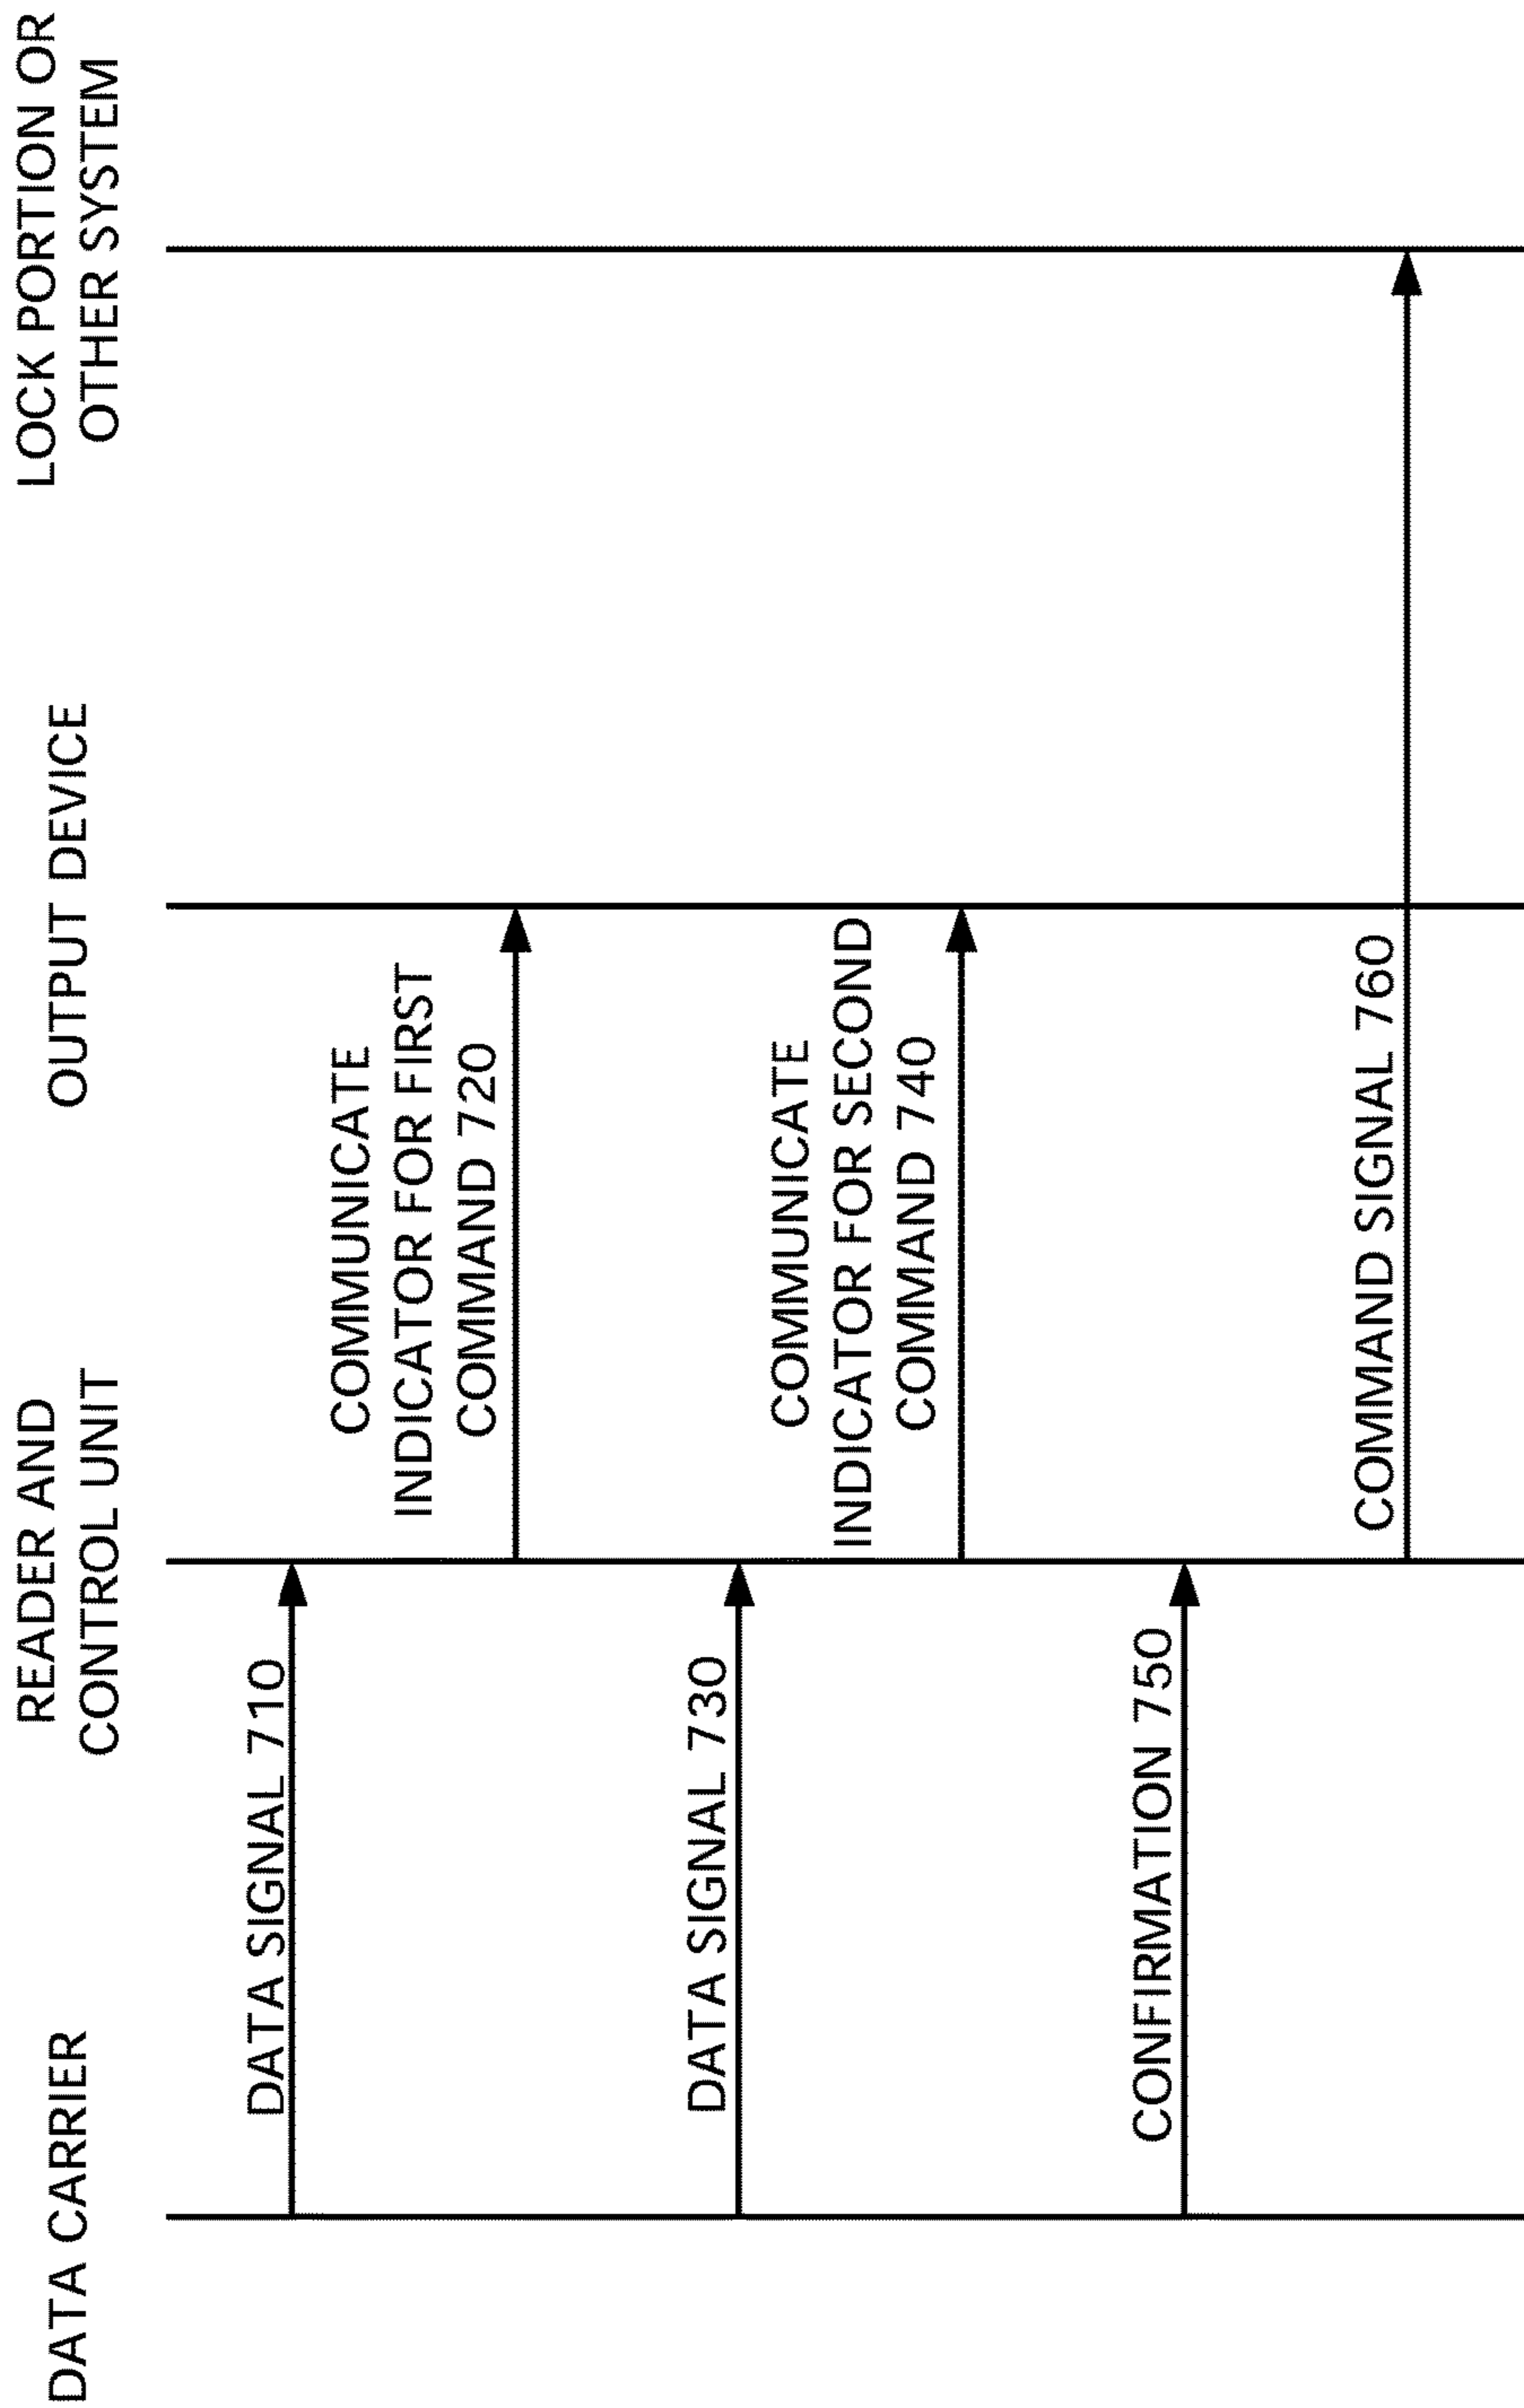 DATA CARRIER
READER AND
CONTROL UNIT
OUTPUT DEVICE
LOCK PORTION OR
OTHER SYSTEM
DATA SIGNAL 710
COMMUNICATE
INDICATOR FOR FIRST
COMMAND 720
DATA SIGNAL 730
COMMUNICATE
INDICATOR FOR SECOND
COMMAND 740
CONFIRMATION 750
COMMAND SIGNAL 760